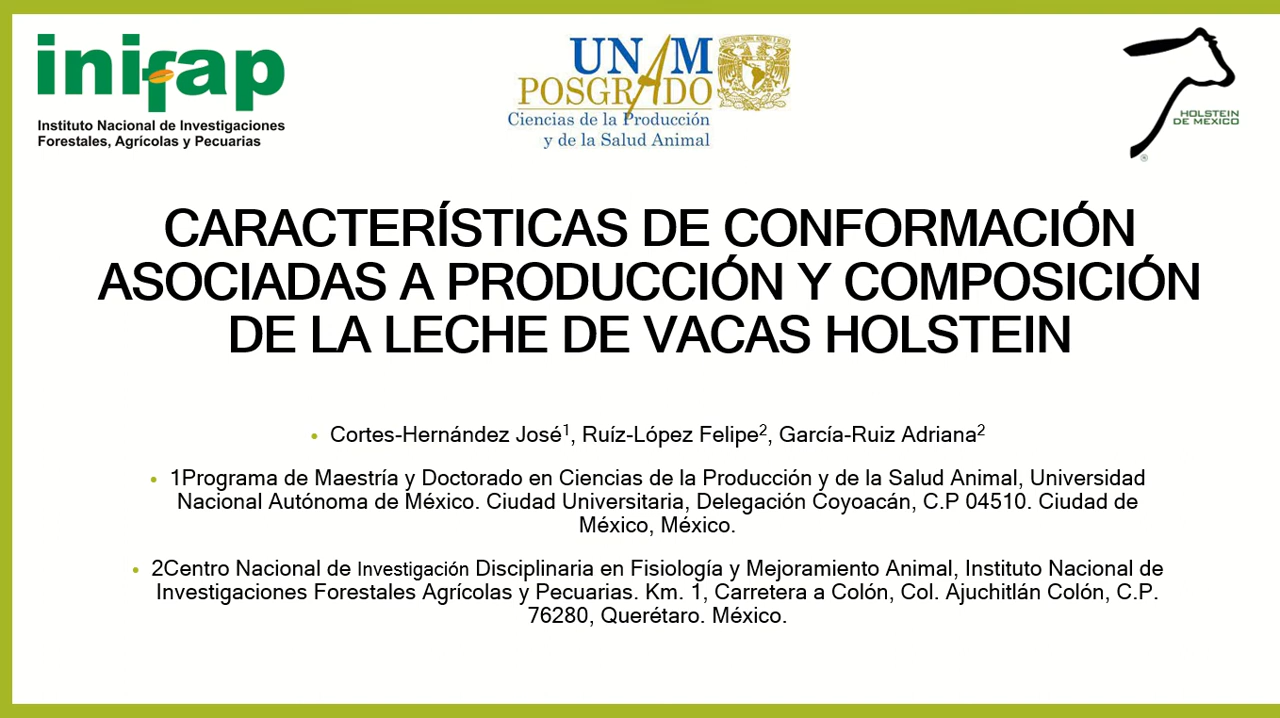 inifap
Instituto Nacional de Investigaciones
Forestales, Agrícolas y Pecuarias
UNAM
POSGRADO
Ciencias de la Producción
y de la Salud Animal
HOLSTEIN
DE MEXICO
®
CARACTERÍSTICAS DE CONFORMACIÓN
ASOCIADAS A PRODUCCIÓN Y COMPOSICIÓN
DE LA LECHE DE VACAS HOLSTEIN
• Cortes-Hernández José¹, Ruíz-López Felipe², García-Ruiz Adriana²
• 1Programa de Maestría y Doctorado en Ciencias de la Producción y de la Salud Animal, Universidad
Nacional Autónoma de México. Ciudad Universitaria, Delegación Coyoacán, C.P 04510. Ciudad de
México, México.
• 2Centro Nacional de Investigación Disciplinaria en Fisiología y Mejoramiento Animal, Instituto Nacional de
Investigaciones Forestales Agrícolas y Pecuarias. Km. 1, Carretera a Colón, Col. Ajuchitlán Colón, C.P.
76280, Querétaro. México.